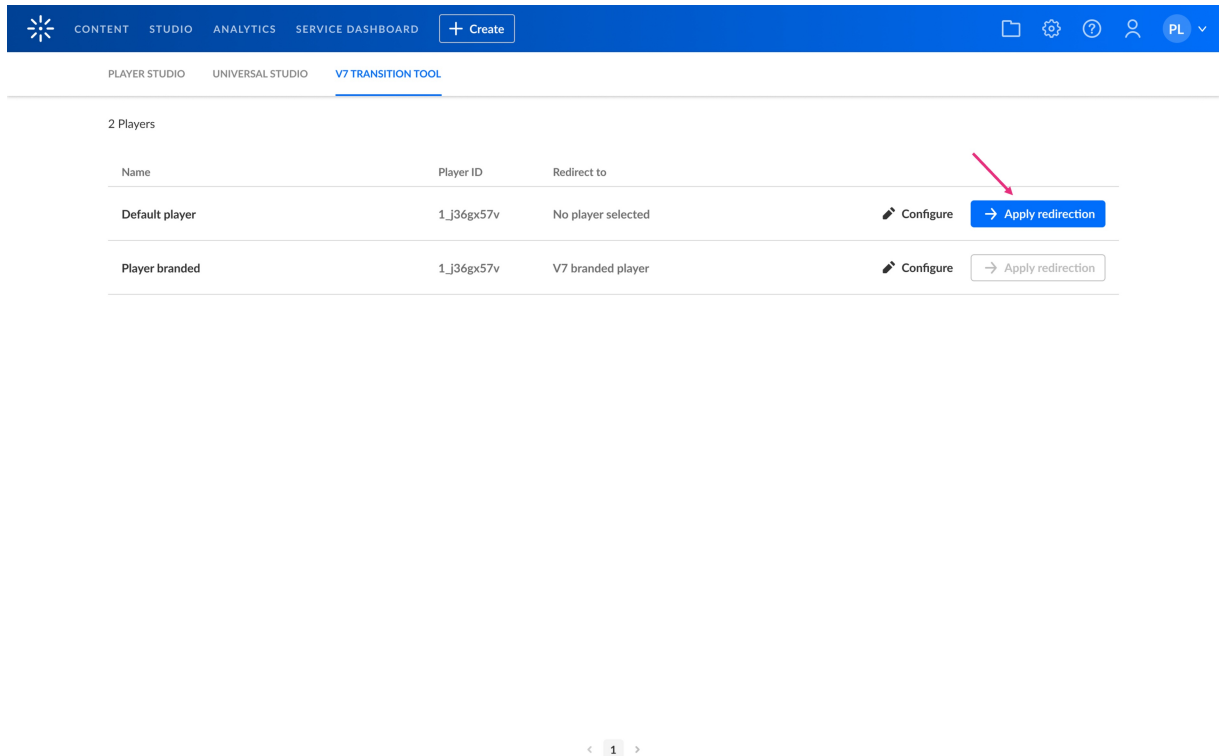 CONTENT STUDIO ANALYTICS SERVICE DASHBOARD + Create PL
PLAYER STUDIO UNIVERSAL STUDIO V7 TRANSITION TOOL
2 Players
Name Player ID Redirect to
Default player 1_j36gx57v No player selected Configure → Apply redirection
Player branded 1_j36gx57v V7 branded player Configure → Apply redirection
< 1 >